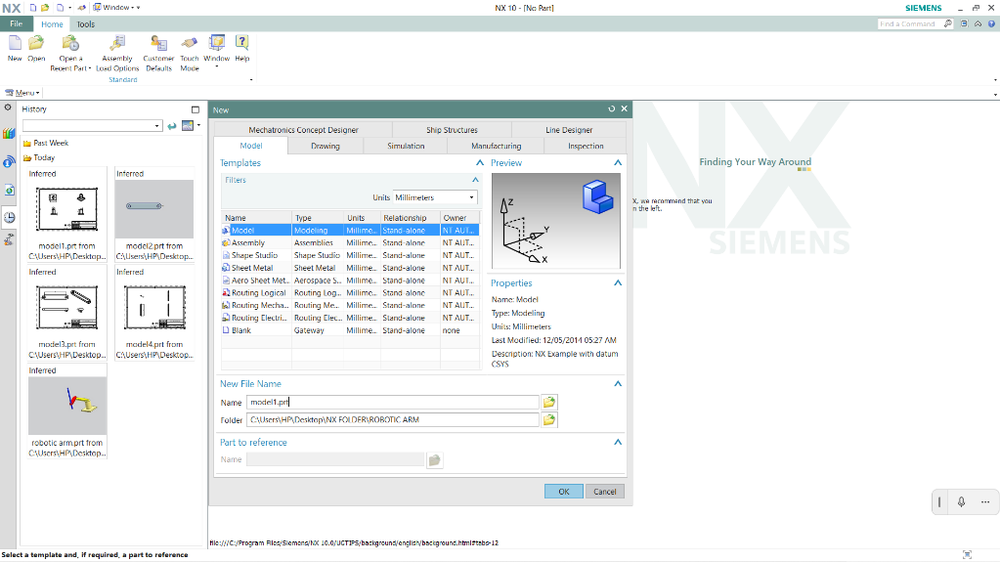 NX Window NX 10 - [No Part] SIEMENS
File Home Tools Find a Command
New Open Open a Recent Part Assembly Load Options Customer Defaults Touch Mode Window Help
Standard
Menu
History
Past Week
Today
Inferred Inferred
model1.prt from model2.prt from
C:\Users\HP\Desktop... C:\Users\HP\Desktop...
Inferred Inferred
model3.prt from model4.prt from
C:\Users\HP\Desktop... C:\Users\HP\Desktop...
Inferred
robotic arm.prt from
C:\Users\HP\Desktop...
New
Mechatronics Concept Designer Ship Structures Line Designer
Model Drawing Simulation Manufacturing Inspection
Templates
Filters
Units Millimeters
Name Type Units Relationship Owner
Model Modeling Millime... Stand-alone NT AUT...
Assembly Assemblies Millime... Stand-alone NT AUT...
Shape Studio Shape Studio Millime... Stand-alone NT AUT...
Sheet Metal Sheet Metal Millime... Stand-alone NT AUT...
Aero Sheet Met... Aerospace S... Millime... Stand-alone NT AUT...
Routing Logical Routing Log... Millime... Stand-alone NT AUT...
Routing Mecha... Routing Me... Millime... Stand-alone NT AUT...
Routing Electri... Routing Elec... Millime... Stand-alone NT AUT...
Blank Gateway Millime... Stand-alone none
Preview
Z
Y
X
Properties
Name: Model
Type: Modeling
Units: Millimeters
Last Modified: 12/05/2014 05:27 AM
Description: NX Example with datum
CSYS
New File Name
Name model1.prt
Folder C:\Users\HP\Desktop\NX FOLDER\ROBOTIC ARM
Part to reference
Name
OK Cancel
NX
Finding Your Way Around
X, we recommend that you
n the left.
SIEMENS
file:///C:/Program Files/Siemens/NX 10.0/UGTIPS/background/english/background.html#tabs-12
Select a template and, if required, a part to reference